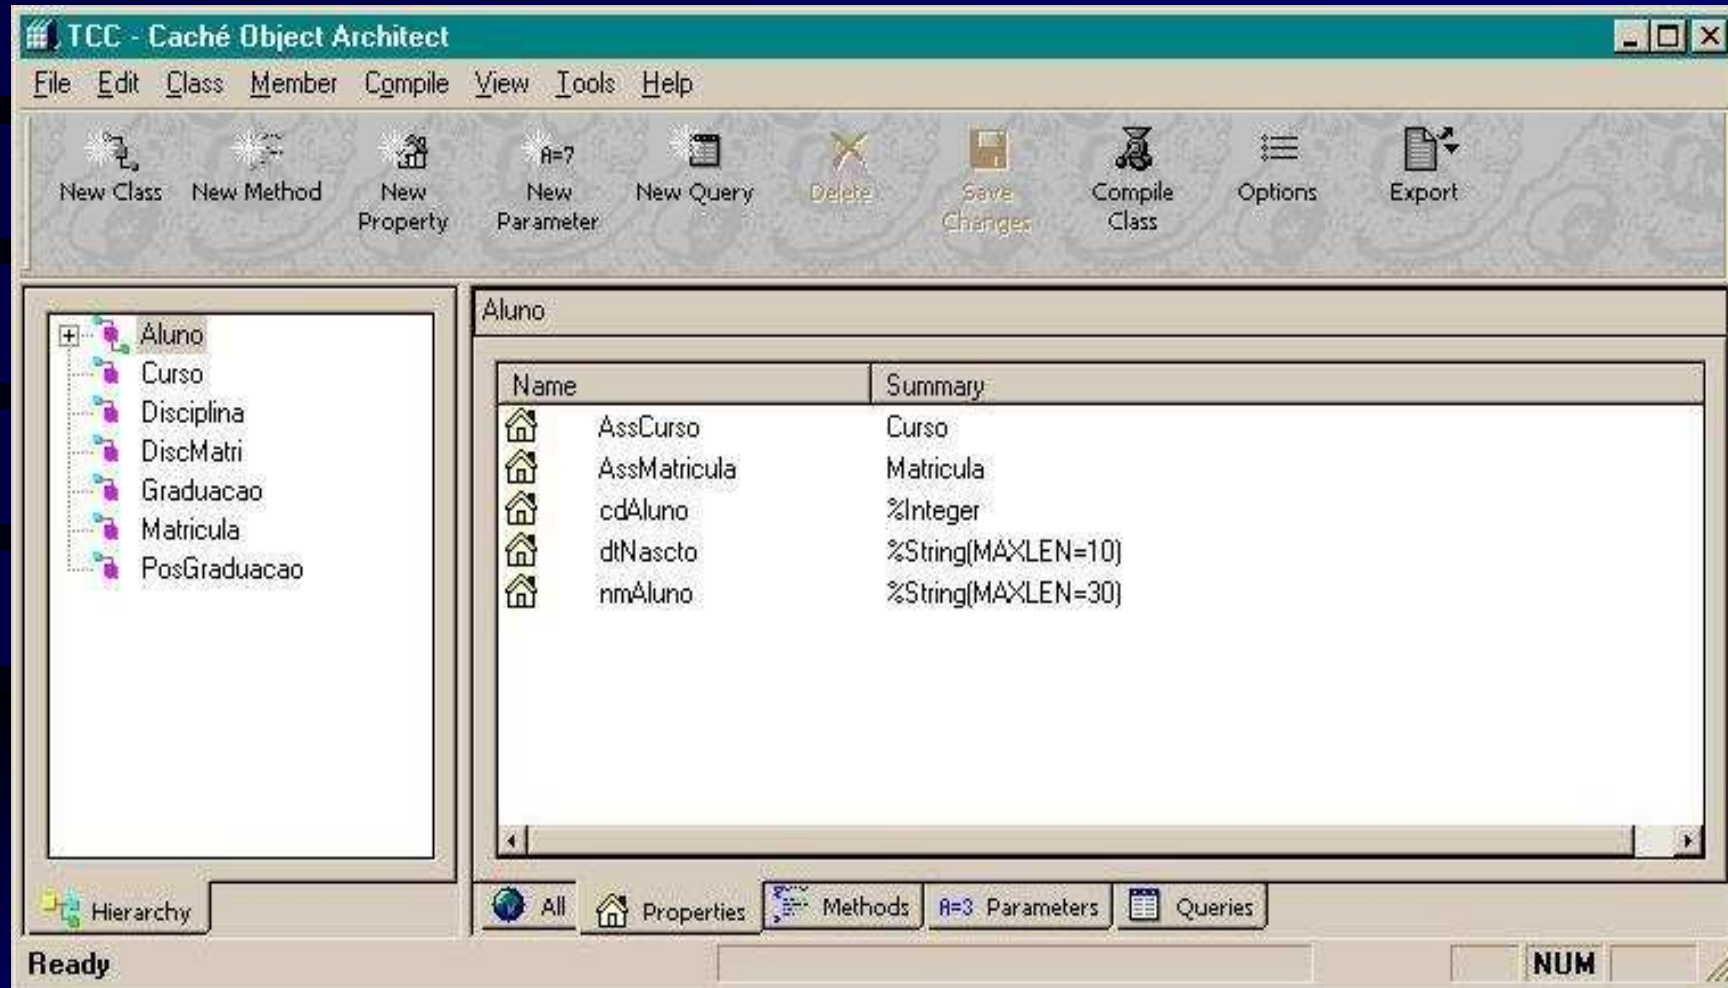 TCC - Caché Object Architect
File Edit Class Member Compile View Tools Help
New Class New Method New Property A=? New Parameter New Query Delete Save Changes Compile Class Options Export
Aluno
Curso
Disciplina
DiscMatri
Graduacao
Matricula
PosGraduacao
Hierarchy
Aluno
Name Summary
AssCurso Curso
AssMatricula Matricula
cdAluno %Integer
dtNascto %String(MAXLEN=10)
nmAluno %String(MAXLEN=30)
All Properties Methods A=3 Parameters Queries
Ready NUM